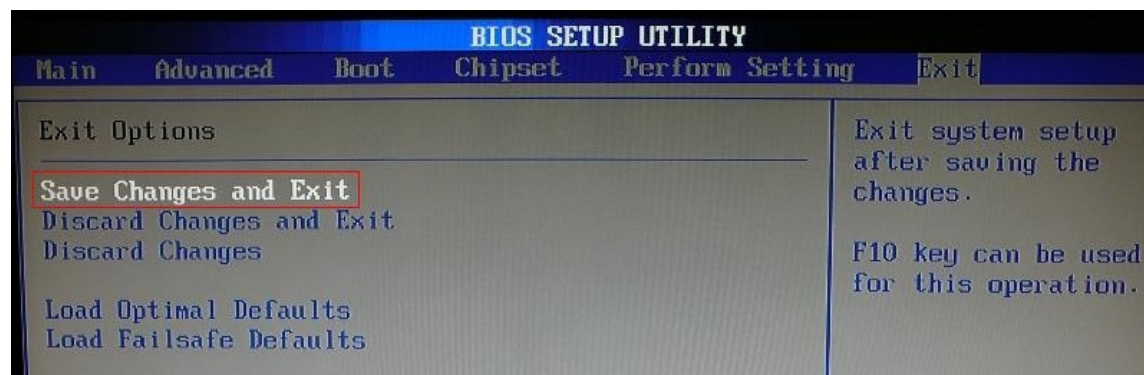 BIOS SETUP UTILITY
Main Advanced Boot Chipset Perform Setting Exit
Exit Options
Save Changes and Exit
Discard Changes and Exit
Discard Changes
Load Optimal Defaults
Load Failsafe Defaults
Exit system setup
after saving the
changes.
F10 key can be used
for this operation.